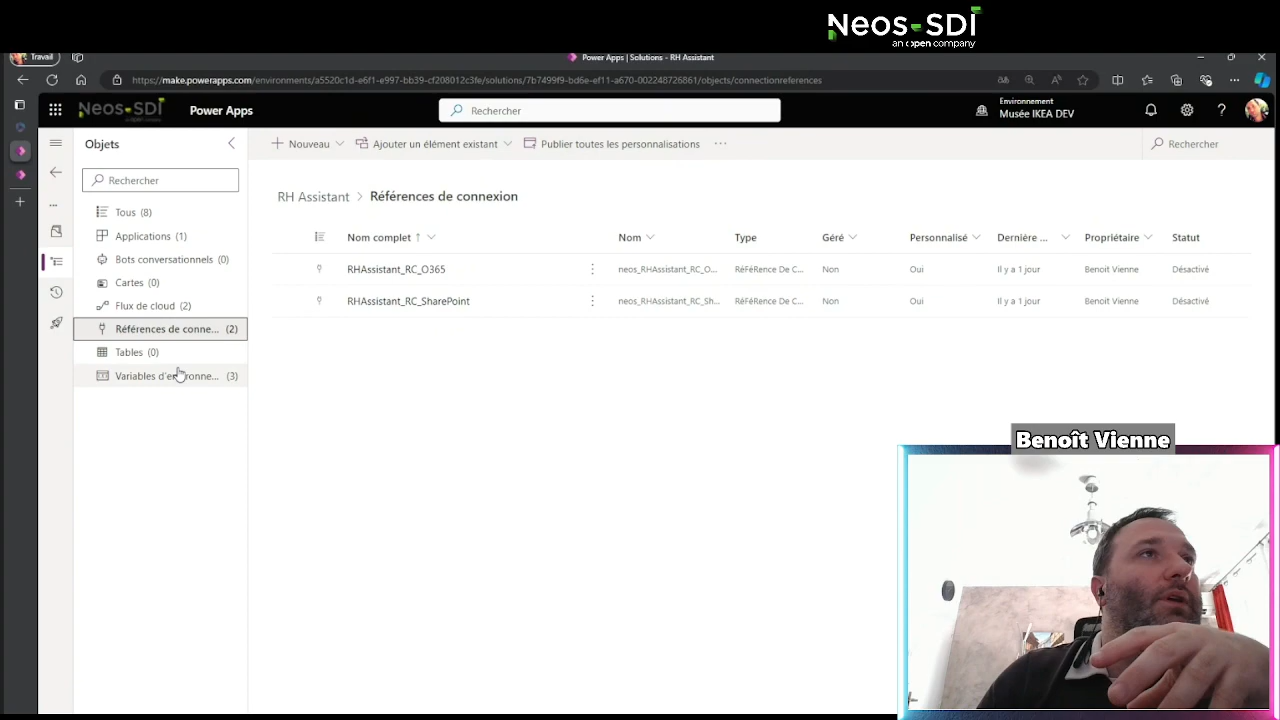 Neos-SDI
an open company
Travail
Power Apps | Solutions - RH Assistant
https://make.powerapps.com/environments/a5520c1d-e6f1-e997-bb39-cf208012c3fe/solutions/7b7499f9-bd6e-ef11-a670-002248726861/objects/connectionreferences
Neos-SDI
Power Apps
Rechercher
Environnement
Musée IKEA DEV
Objets
Nouveau
Ajouter un élément existant
Publier toutes les personnalisations
Rechercher
Rechercher
RH Assistant > Références de connexion
Tous (8)
Applications (1)
Bots conversationnels (0)
Cartes (0)
Flux de cloud (2)
Références de conne... (2)
Tables (0)
Variables d'environne... (3)
Nom complet ↑ Nom Type Géré Personnalisé Dernière ... Propriétaire Statut
RHAssistant_RC_O365 neos_RHAssistant_RC_O... RéFéRence De C... Non Oui Il y a 1 jour Benoit Vienne Désactivé
RHAssistant_RC_SharePoint neos_RHAssistant_RC_Sh... RéFéRence De C... Non Oui Il y a 1 jour Benoit Vienne Désactivé
Benoît Vienne